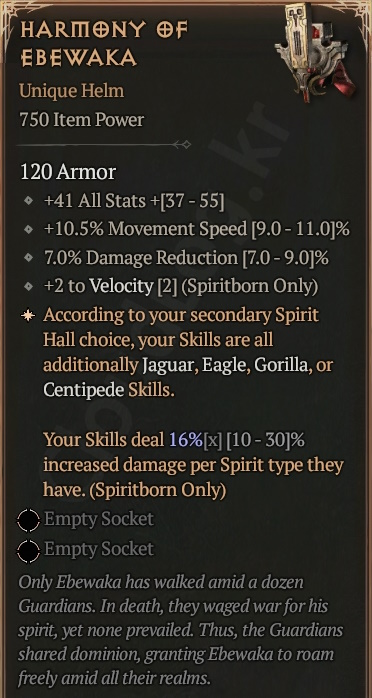 HARMONY OF
EBEWAKA
Unique Helm
750 Item Power
120 Armor
+41 All Stats +[37 - 55]
+10.5% Movement Speed [9.0 - 11.0]%
7.0% Damage Reduction [7.0 - 9.0]%
+2 to Velocity [2] (Spiritborn Only)
According to your secondary Spirit
Hall choice, your Skills are all
additionally Jaguar, Eagle, Gorilla, or
Centipede Skills.
Your Skills deal 16%[x] [10 - 30]%
increased damage per Spirit type they
have. (Spiritborn Only)
Empty Socket
Empty Socket
Only Ebewaka has walked amid a dozen
Guardians. In death, they waged war for his
spirit, yet none prevailed. Thus, the Guardians
shared dominion, granting Ebewaka to roam
freely amid all their realms.